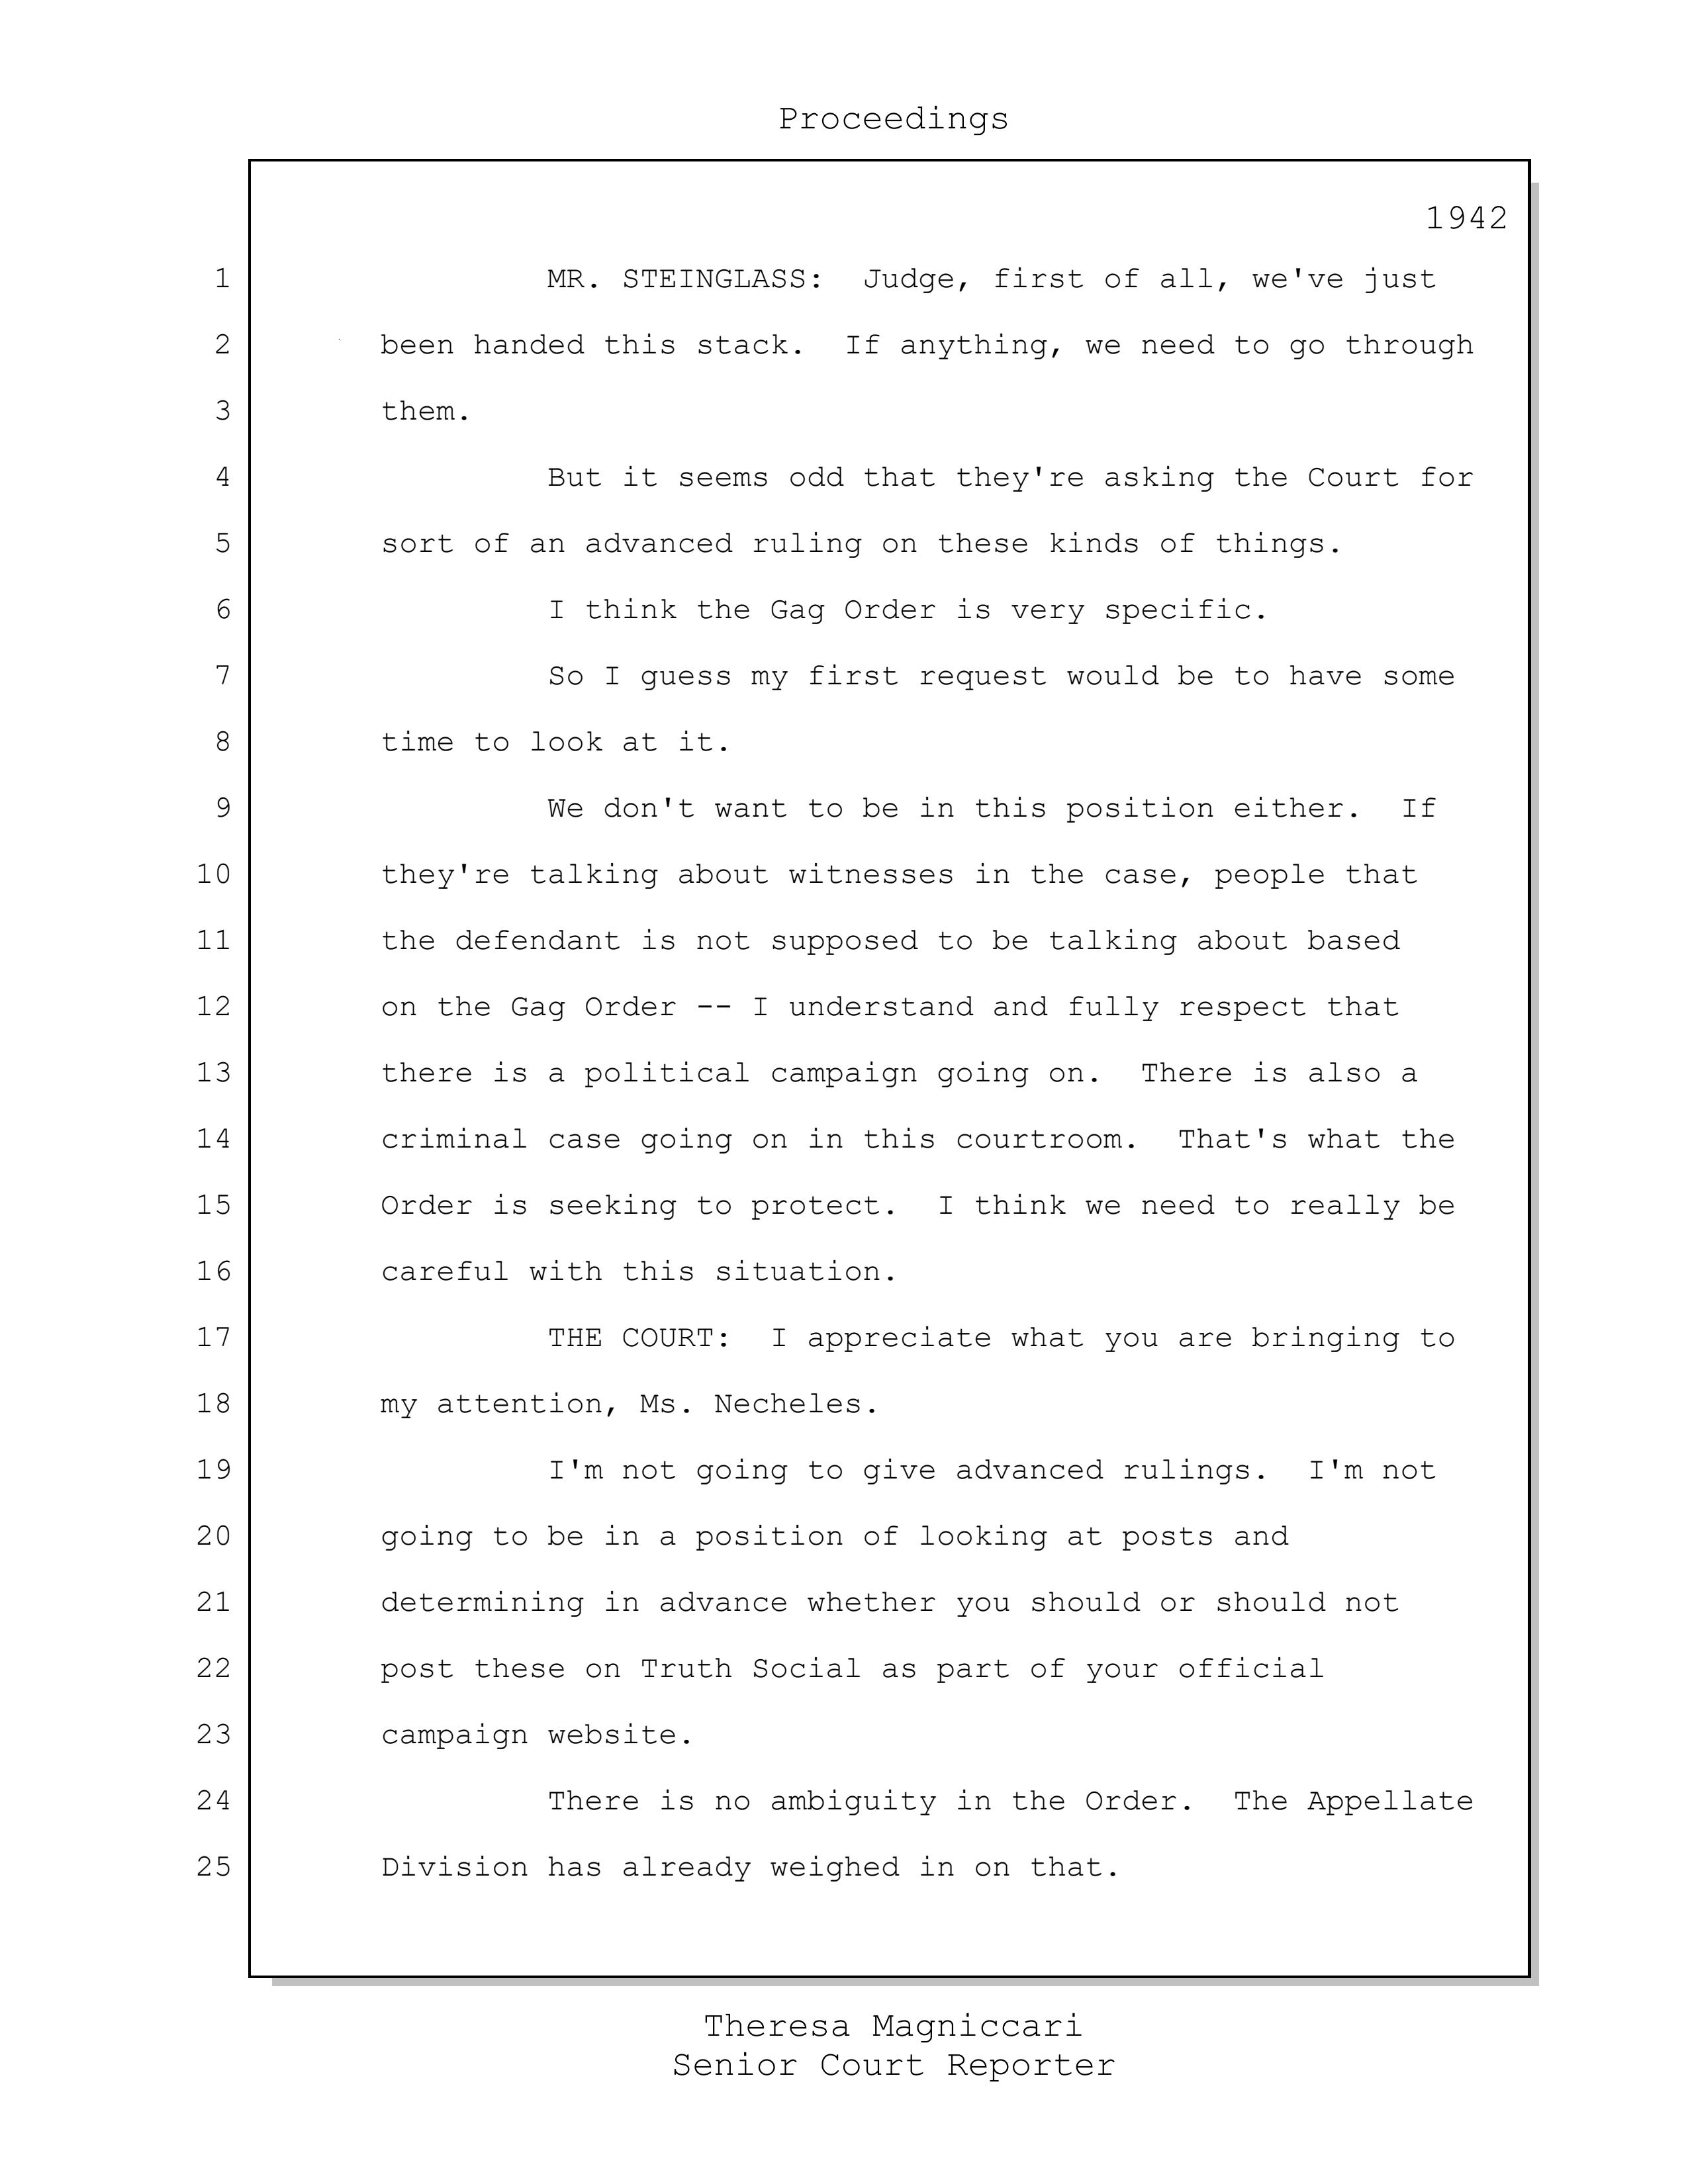 Proceedings
1942
1 MR. STEINGLASS: Judge, first of all, we've just
2 been handed this stack. If anything, we need to go through
3 them.
4 But it seems odd that they're asking the Court for
5 sort of an advanced ruling on these kinds of things.
6 I think the Gag Order is very specific.
7 So I guess my first request would be to have some
8 time to look at it.
9 We don't want to be in this position either. If
10 they're talking about witnesses in the case, people that
11 the defendant is not supposed to be talking about based
12 on the Gag Order -- I understand and fully respect that
13 there is a political campaign going on. There is also a
14 criminal case going on in this courtroom. That's what the
15 Order is seeking to protect. I think we need to really be
16 careful with this situation.
17 THE COURT: I appreciate what you are bringing to
18 my attention, Ms. Necheles.
19 I'm not going to give advanced rulings. I'm not
20 going to be in a position of looking at posts and
21 determining in advance whether you should or should not
22 post these on Truth Social as part of your official
23 campaign website.
24 There is no ambiguity in the Order. The Appellate
25 Division has already weighed in on that.
Theresa Magniccari
Senior Court Reporter